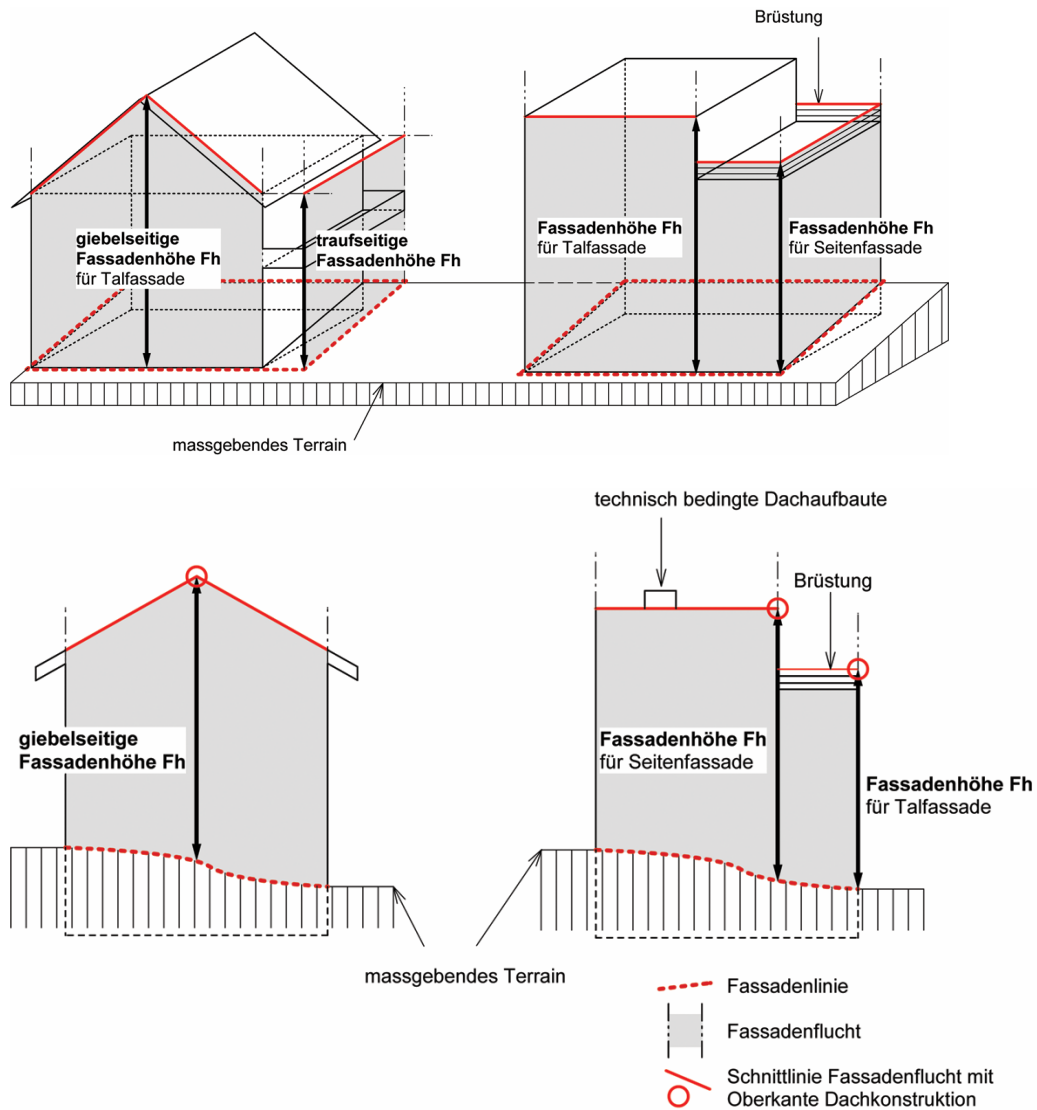 Brüstung
giebelseitige
Fassadenhöhe Fh
für Talfassade
traufseitige
Fassadenhöhe Fh
Fassadenhöhe Fh
für Talfassade
Fassadenhöhe Fh
für Seitenfassade
massgebendes Terrain
technisch bedingte Dachaufbaute
Brüstung
giebelseitige
Fassadenhöhe Fh
Fassadenhöhe Fh
für Seitenfassade
Fassadenhöhe Fh
für Talfassade
massgebendes Terrain
Fassadenlinie
Fassadenflucht
Schnittlinie Fassadenflucht mit
Oberkante Dachkonstruktion